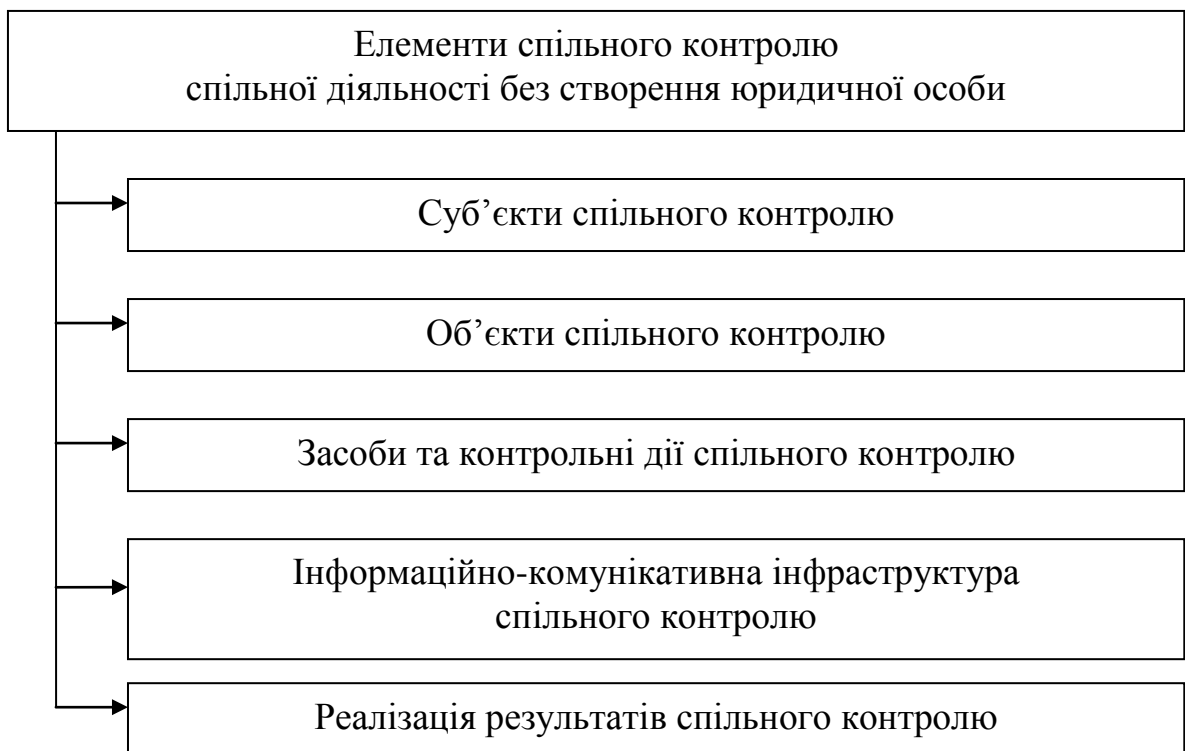 Елементи спільного контролю
спільної діяльності без створення юридичної особи
Суб’єкти спільного контролю
Об’єкти спільного контролю
Засоби та контрольні дії спільного контролю
Інформаційно-комунікативна інфраструктура
спільного контролю
Реалізація результатів спільного контролю